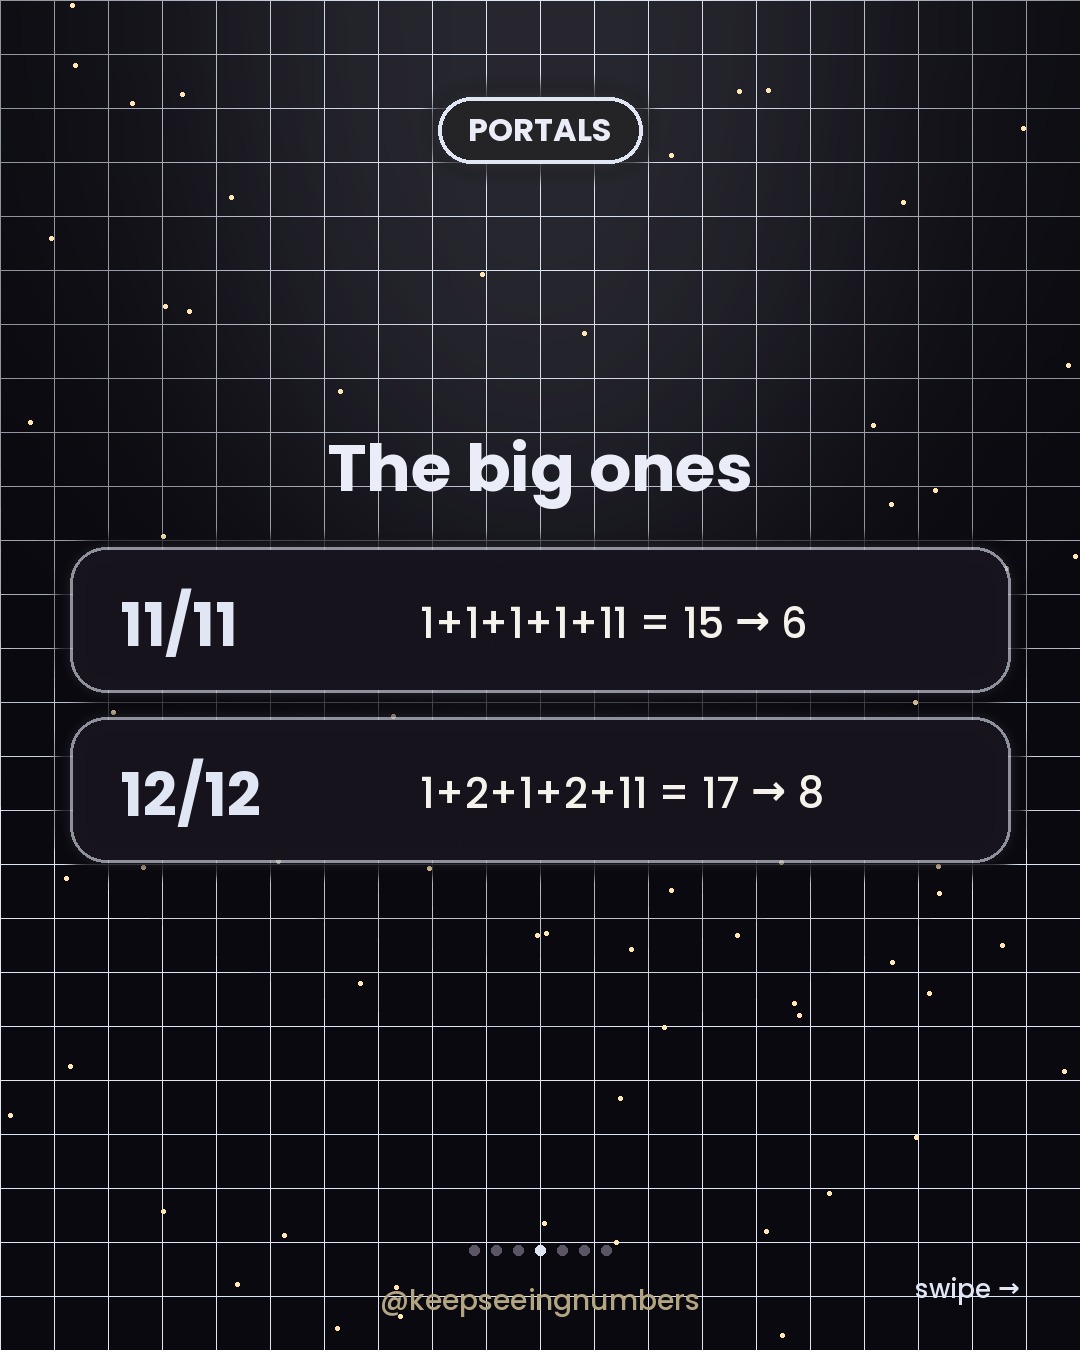 PORTALS
The big ones
11/11
1+1+1+1+11 = 15 → 6
12/12
1+2+1+2+11 = 17 → 8
@keepseeingnumbers
swipe →